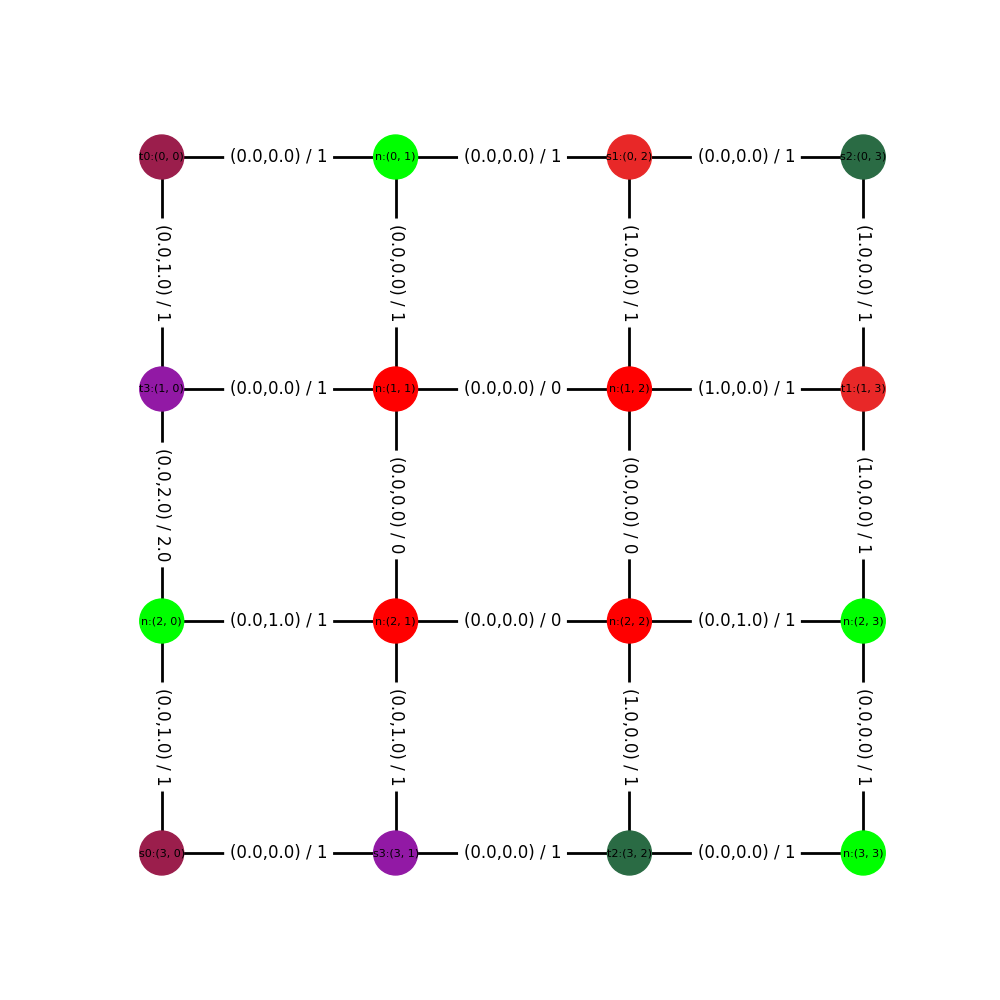 t0:(0, 0) (0.0,0.0) / 1 n:(0, 1) (0.0,0.0) / 1 s1:(0, 2) (0.0,0.0) / 1 s2:(0, 3)
(0.0,1.0) / 1 (0.0,0.0) / 1 (1.0,0.0) / 1 (1.0,0.0) / 1
t3:(1, 0) (0.0,0.0) / 1 n:(1, 1) (0.0,0.0) / 0 n:(1, 2) (1.0,0.0) / 1 t1:(1, 3)
(0.0,2.0) / 2.0 (0.0,0.0) / 0 (0.0,0.0) / 0 (1.0,0.0) / 1
n:(2, 0) (0.0,1.0) / 1 n:(2, 1) (0.0,0.0) / 0 n:(2, 2) (0.0,1.0) / 1 n:(2, 3)
(0.0,1.0) / 1 (0.0,1.0) / 1 (1.0,0.0) / 1 (0.0,0.0) / 1
s0:(3, 0) (0.0,0.0) / 1 s3:(3, 1) (0.0,0.0) / 1 t2:(3, 2) (0.0,0.0) / 1 n:(3, 3)